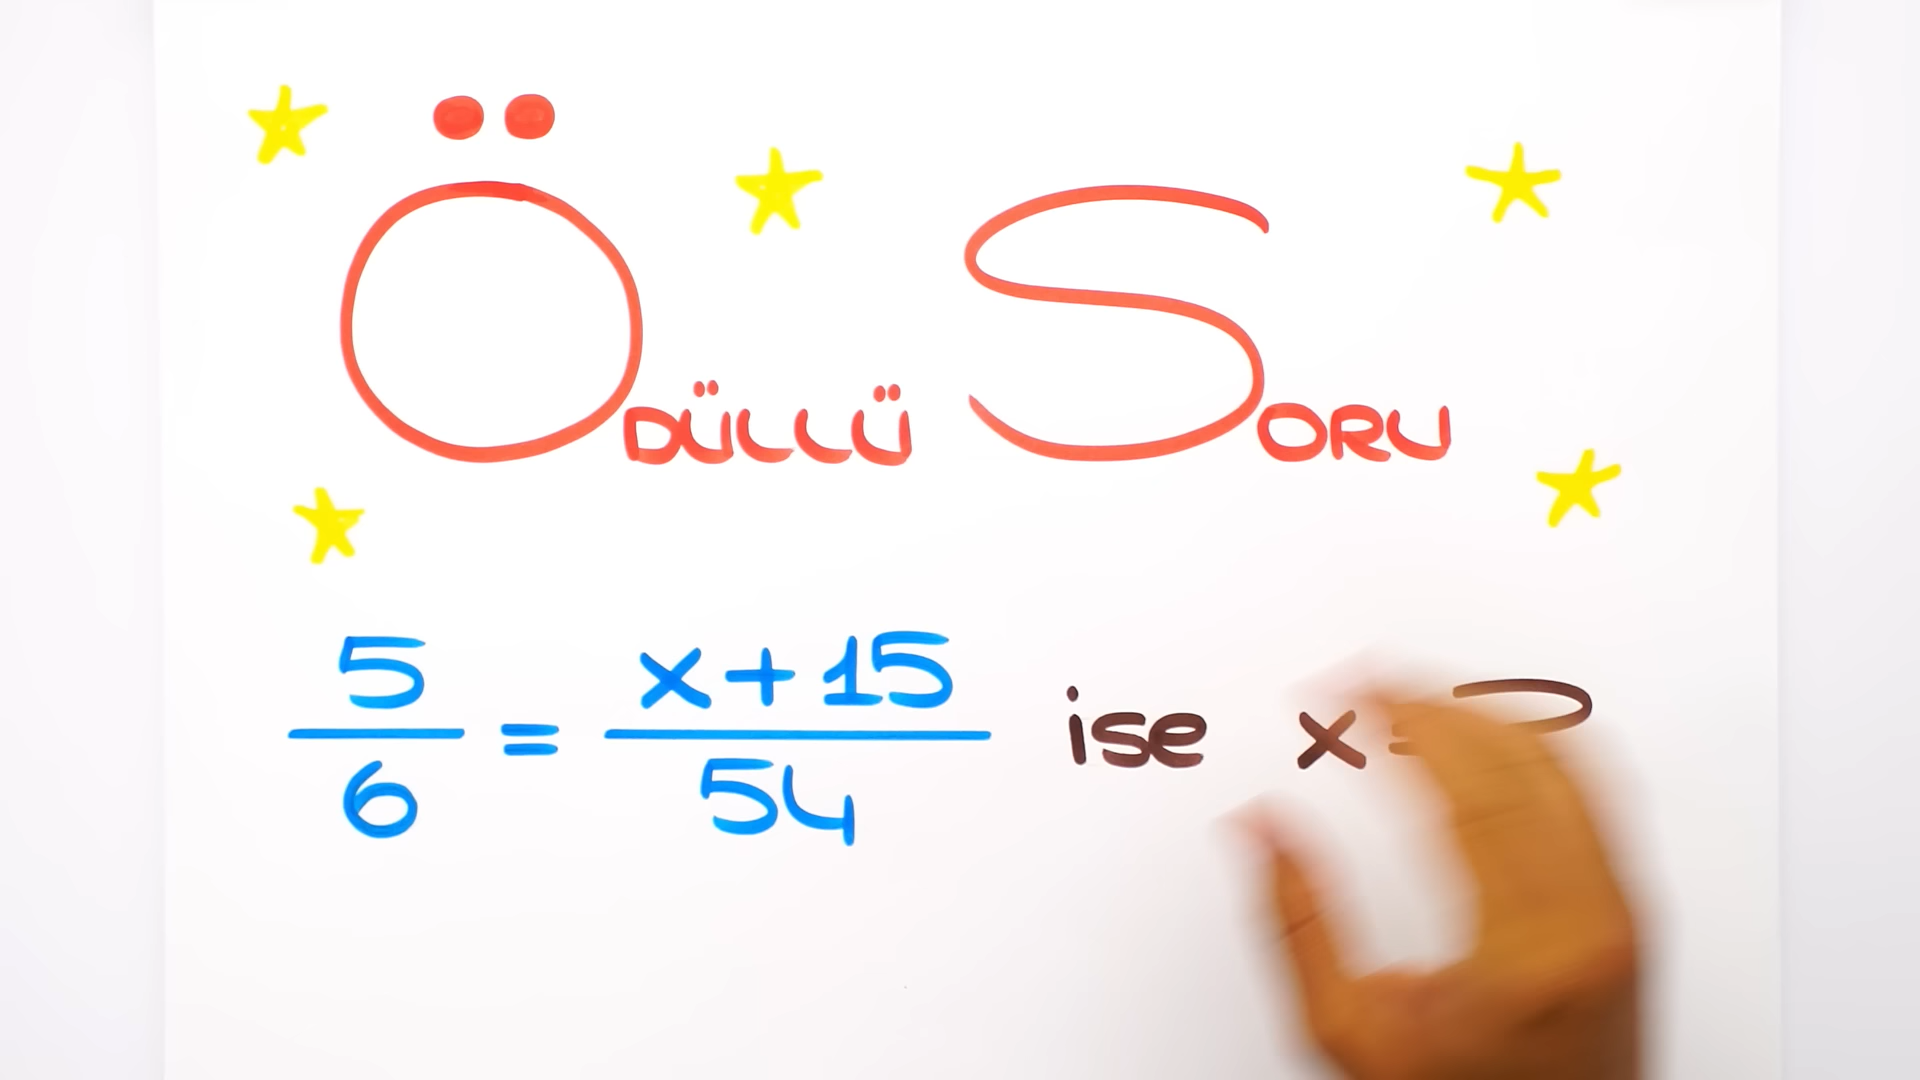 ÖDÜLLÜ SORU
5/6 = x+15/54 ise x=?